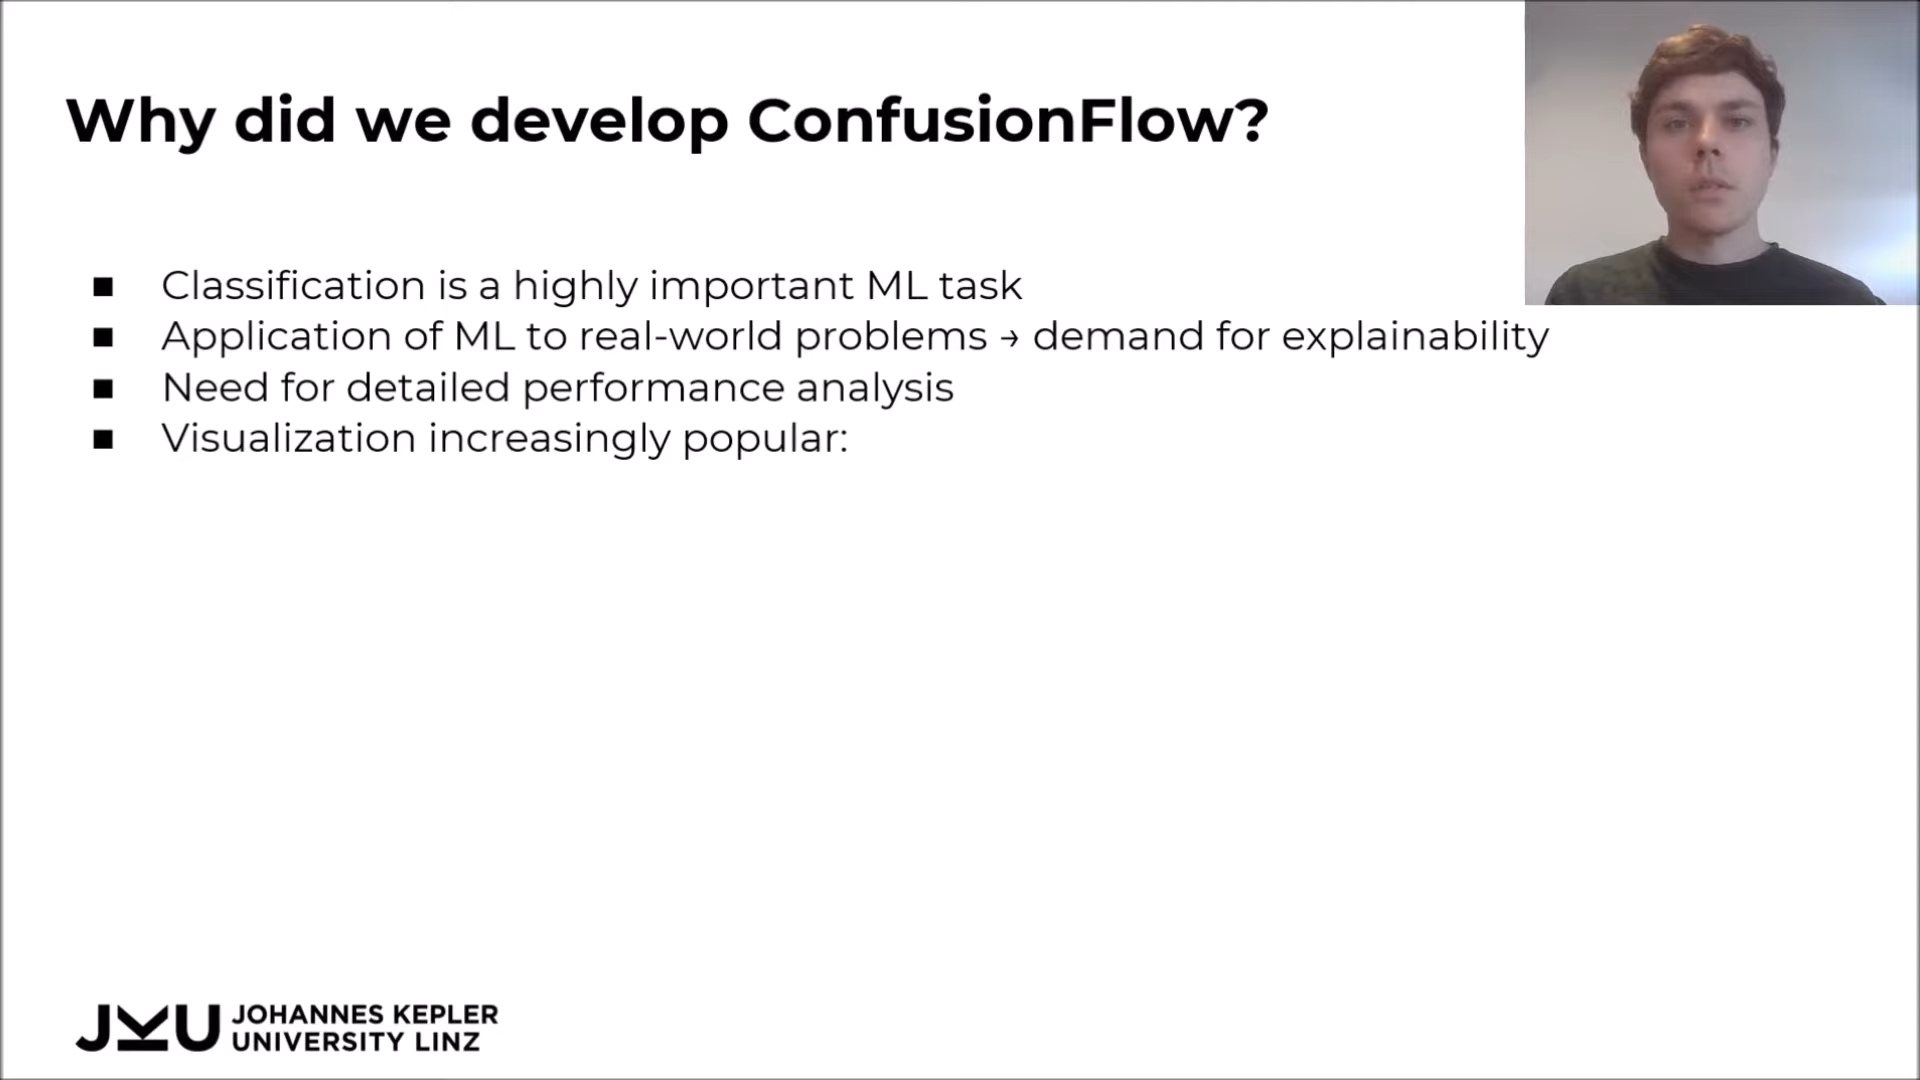 Why did we develop ConfusionFlow?
■ Classification is a highly important ML task
■ Application of ML to real-world problems → demand for explainability
■ Need for detailed performance analysis
■ Visualization increasingly popular:
JKU JOHANNES KEPLER
UNIVERSITY LINZ